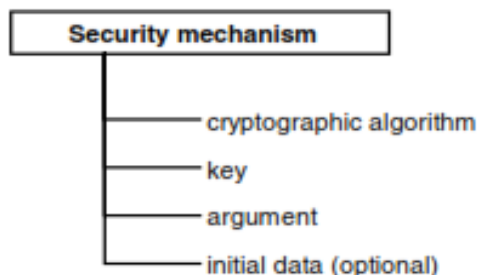 Security mechanism
cryptographic algorithm
key
argument
initial data (optional)